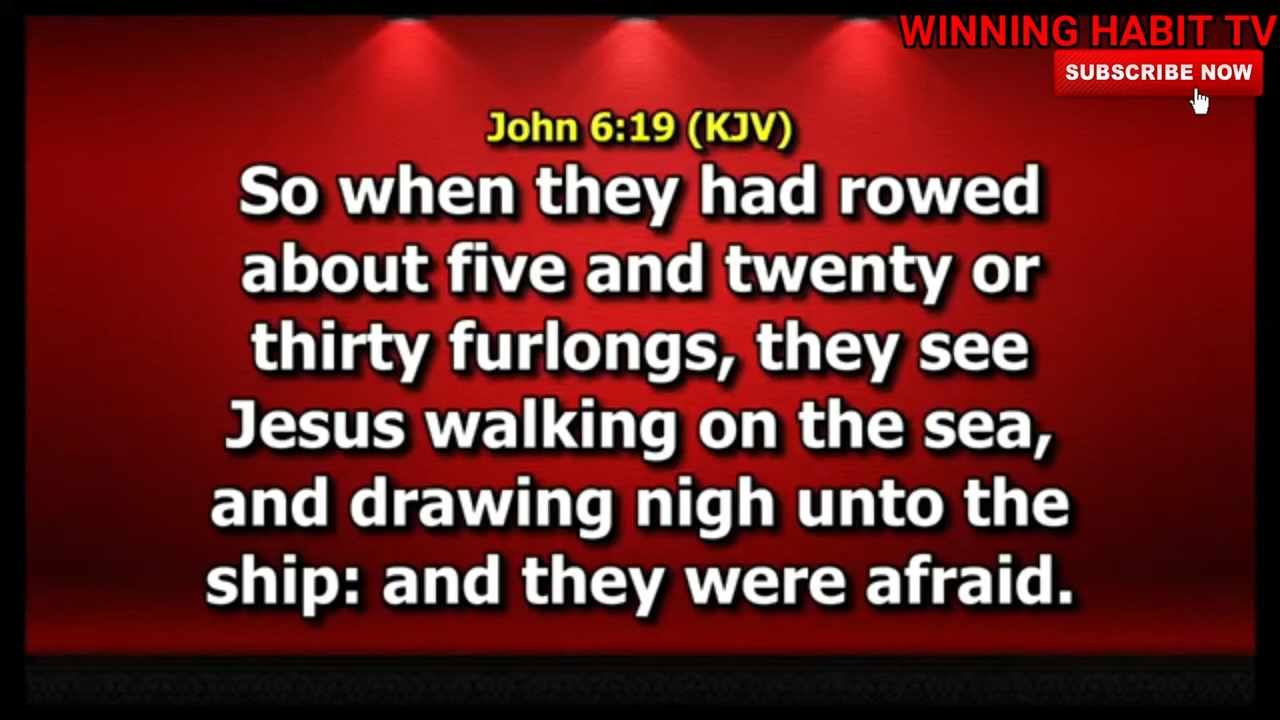 WINNING HABIT TV
SUBSCRIBE NOW
John 6:19 (KJV)
So when they had rowed
about five and twenty or
thirty furlongs, they see
Jesus walking on the sea,
and drawing nigh unto the
ship: and they were afraid.